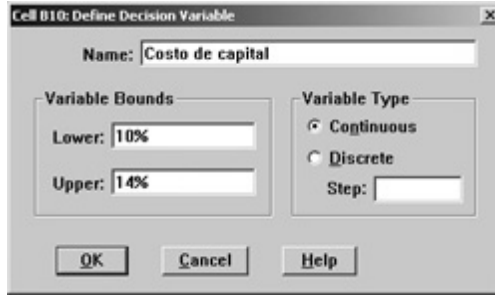 Cell B10: Define Decision Variable
Name: Costo de capital
Variable Bounds
Lower: 10%
Upper: 14%
Variable Type
Continuous
Discrete
Step:
OK Cancel Help